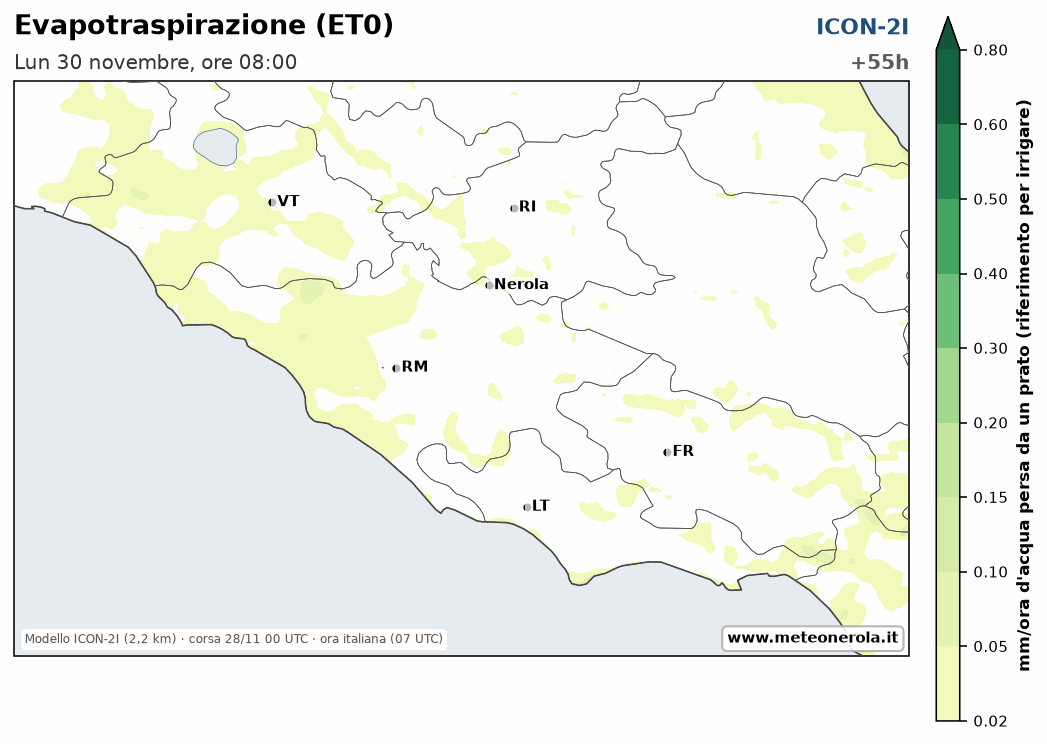 Evapotraspirazione (ET0)
ICON-2I
Lun 30 novembre, ore 08:00
+55h
VT
RI
Nerola
RM
FR
LT
Modello ICON-2I (2,2 km) · corsa 28/11 00 UTC · ora italiana (07 UTC)
www.meteonerola.it
0.80
0.60
0.50
0.40
0.30
0.20
0.15
0.10
0.05
0.02
mm/ora d'acqua persa da un prato (riferimento per irrigare)